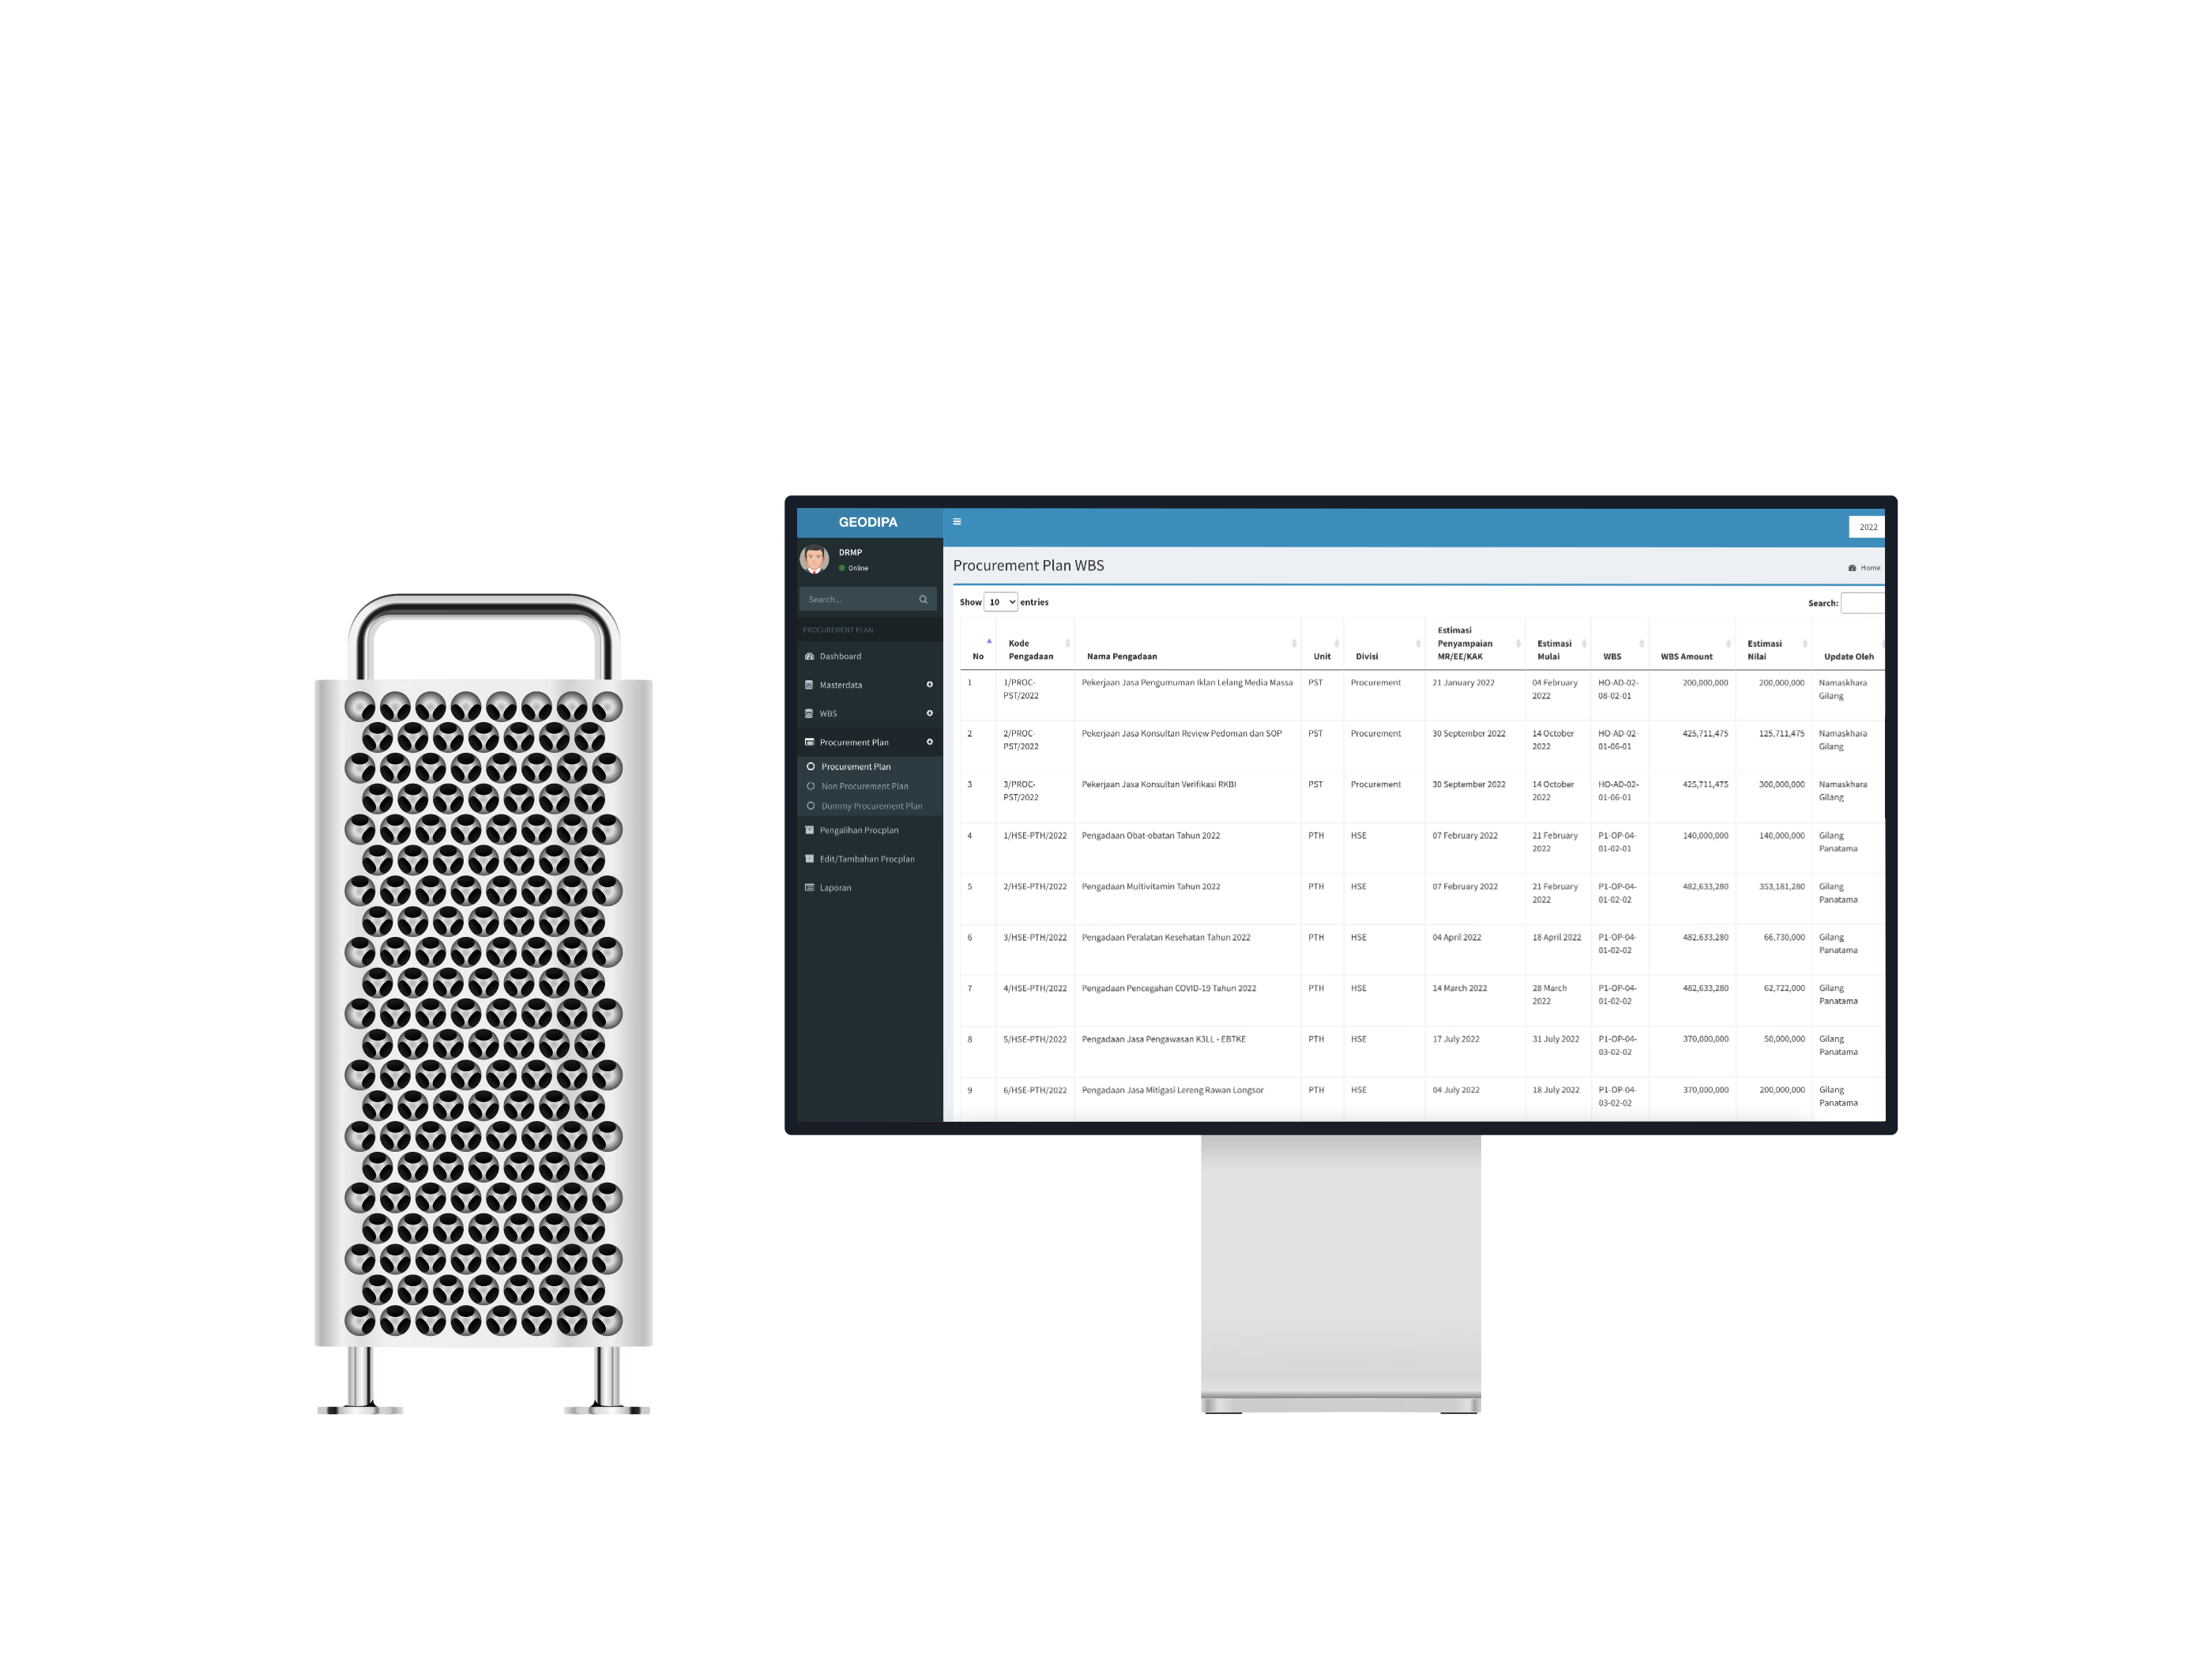 GEODIPA
2022
DRMP
Online
Procurement Plan WBS
Home
Search...
Show 10 entries
Search:
PROCUREMENT PLAN
Dashboard
Masterdata
WBS
Procurement Plan
Procurement Plan
Non Procurement Plan
Dummy Procurement Plan
Pengalihan Procplan
Edit/Tambahan Procplan
Laporan
No Kode Pengadaan Nama Pengadaan Unit Divisi Estimasi Penyampaian MR/EE/KAK Estimasi Mulai WBS WBS Amount Estimasi Nilai Update Oleh
1 1/PROC-PST/2022 Pekerjaan Jasa Pengumuman Iklan Lelang Media Massa PST Procurement 21 January 2022 04 February 2022 HO-AD-02-08-02-01 200,000,000 200,000,000 Namaskhara Gilang
2 2/PROC-PST/2022 Pekerjaan Jasa Konsultan Review Pedoman dan SOP PST Procurement 30 September 2022 14 October 2022 HO-AD-02-01-06-01 425,711,475 125,711,475 Namaskhara Gilang
3 3/PROC-PST/2022 Pekerjaan Jasa Konsultan Verifikasi RKBI PST Procurement 30 September 2022 14 October 2022 HO-AD-02-01-06-01 425,711,475 300,000,000 Namaskhara Gilang
4 1/HSE-PTH/2022 Pengadaan Obat-obatan Tahun 2022 PTH HSE 07 February 2022 21 February 2022 P1-OP-04-01-02-01 140,000,000 140,000,000 Gilang Panatama
5 2/HSE-PTH/2022 Pengadaan Multivitamin Tahun 2022 PTH HSE 07 February 2022 21 February 2022 P1-OP-04-01-02-02 482,633,280 353,181,280 Gilang Panatama
6 3/HSE-PTH/2022 Pengadaan Peralatan Kesehatan Tahun 2022 PTH HSE 04 April 2022 18 April 2022 P1-OP-04-01-02-02 482,633,280 66,730,000 Gilang Panatama
7 4/HSE-PTH/2022 Pengadaan Pencegahan COVID-19 Tahun 2022 PTH HSE 14 March 2022 28 March 2022 P1-OP-04-01-02-02 482,633,280 62,722,000 Gilang Panatama
8 5/HSE-PTH/2022 Pengadaan Jasa Pengawasan K3LL - EBTKE PTH HSE 17 July 2022 31 July 2022 P1-OP-04-03-02-02 370,000,000 50,000,000 Gilang Panatama
9 6/HSE-PTH/2022 Pengadaan Jasa Mitigasi Lereng Rawan Longsor PTH HSE 04 July 2022 18 July 2022 P1-OP-04-03-02-02 370,000,000 200,000,000 Gilang Panatama